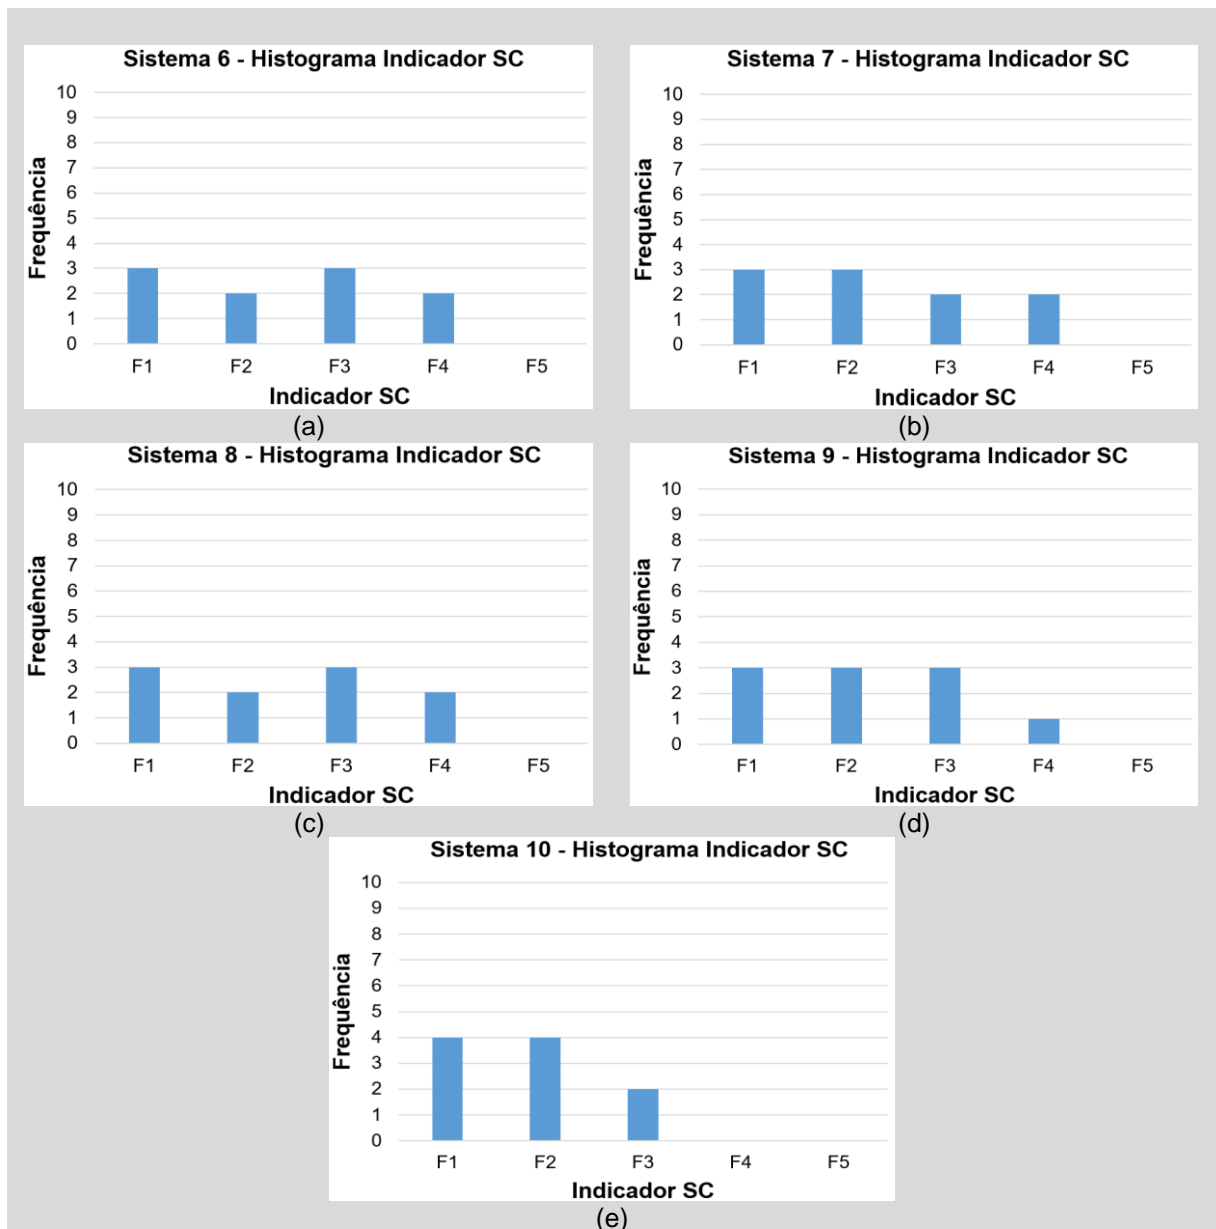 Sistema 6 - Histograma Indicador SC
10
9
8
7
6
5
4
3
2
1
0
Frequência
F1 F2 F3 F4 F5
Indicador SC
(a)
Sistema 7 - Histograma Indicador SC
10
9
8
7
6
5
4
3
2
1
0
Frequência
F1 F2 F3 F4 F5
Indicador SC
(b)
Sistema 8 - Histograma Indicador SC
10
9
8
7
6
5
4
3
2
1
0
Frequência
F1 F2 F3 F4 F5
Indicador SC
(c)
Sistema 9 - Histograma Indicador SC
10
9
8
7
6
5
4
3
2
1
0
Frequência
F1 F2 F3 F4 F5
Indicador SC
(d)
Sistema 10 - Histograma Indicador SC
10
9
8
7
6
5
4
3
2
1
0
Frequência
F1 F2 F3 F4 F5
Indicador SC
(e)